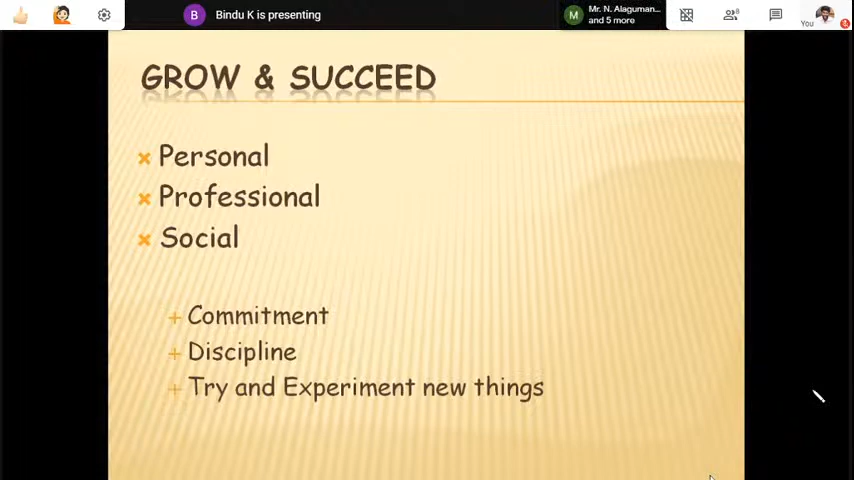 B Bindu K is presenting
M Mr. N. Alaguman...
and 5 more
8
You
GROW & SUCCEED
Personal
Professional
Social
Commitment
Discipline
Try and Experiment new things